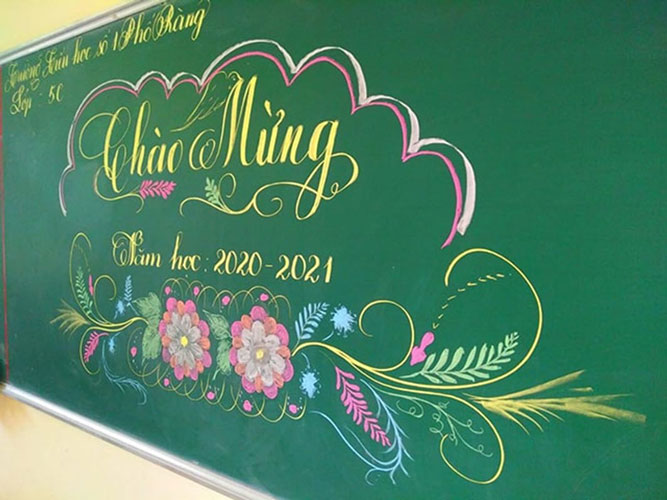 Trường Tiểu học số 1 Phố Ràng
Lớp - 5C
Chào Mừng
Năm học: 2020-2021